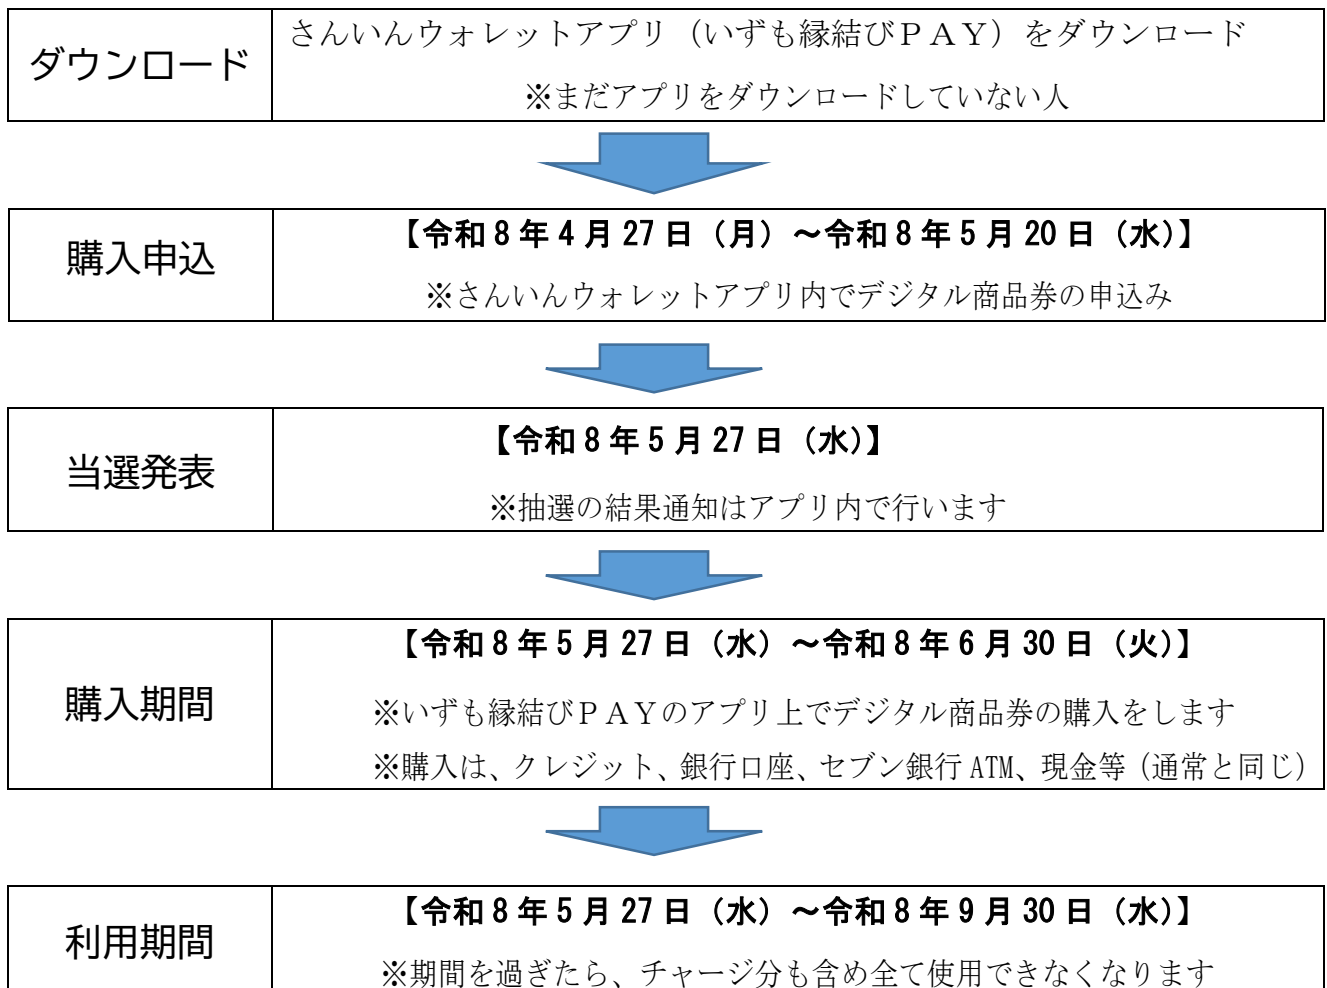 ダウンロード
さんいんウォレットアプリ（いずも縁結びＰＡＹ）をダウンロード
※まだアプリをダウンロードしていない人
購入申込
【令和８年４月27日（月）～令和８年５月20日（水）】
※さんいんウォレットアプリ内でデジタル商品券の申込み
当選発表
【令和８年５月27日（水）】
※抽選の結果通知はアプリ内で行います
購入期間
【令和８年５月27日（水）～令和８年６月30日（火）】
※いずも縁結びＰＡＹのアプリ上でデジタル商品券の購入をします
※購入は、クレジット、銀行口座、セブン銀行ATM、現金等（通常と同じ）
利用期間
【令和８年５月27日（水）～令和８年９月30日（水）】
※期間を過ぎたら、チャージ分も含め全て使用できなくなります